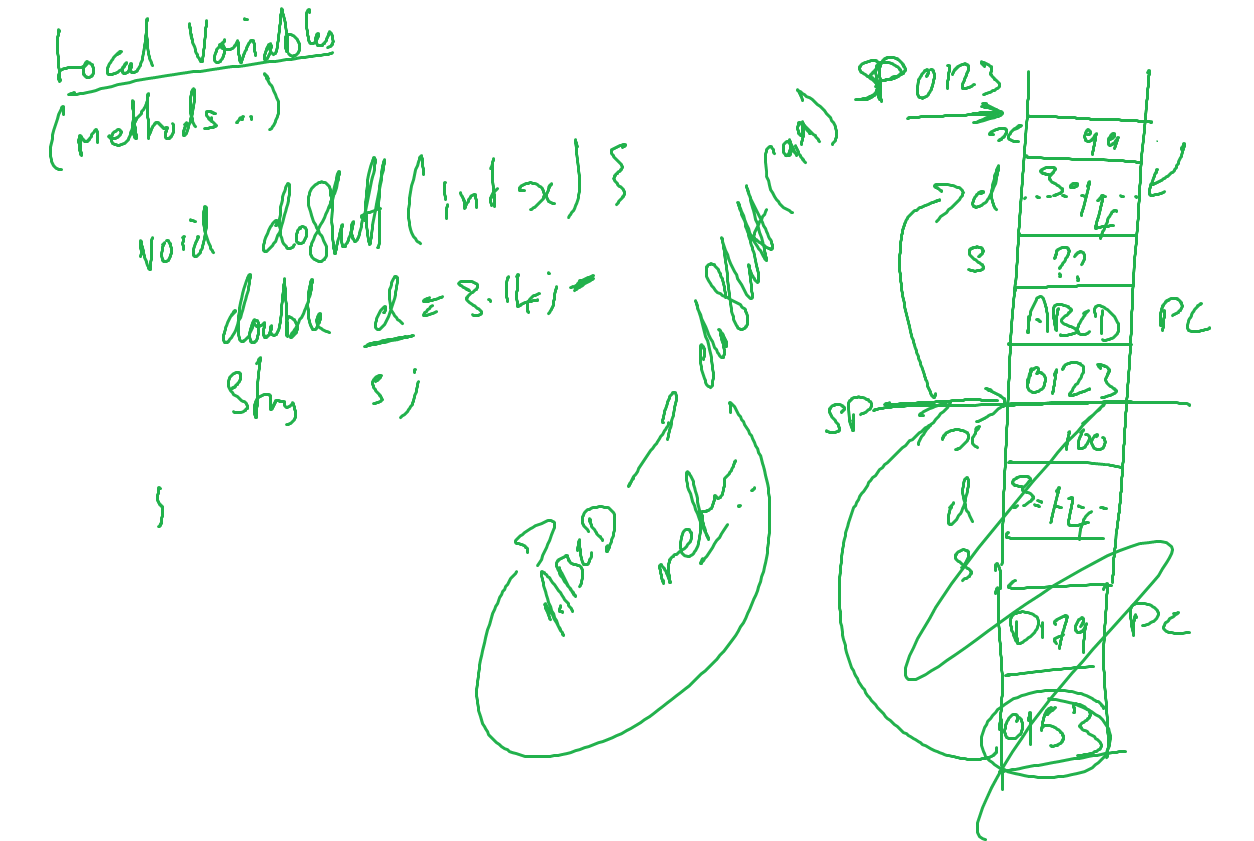 Local Variables
(methods..)
void doStuff (int x) {
double d = 3.14;
Strng s;
}
doStuff(99)
ABCD
return
SP 0123
x 99
d 3.14
s ??
ABCD PC
0123
SP
x 100
d 3.14
s
D179 PC
0153